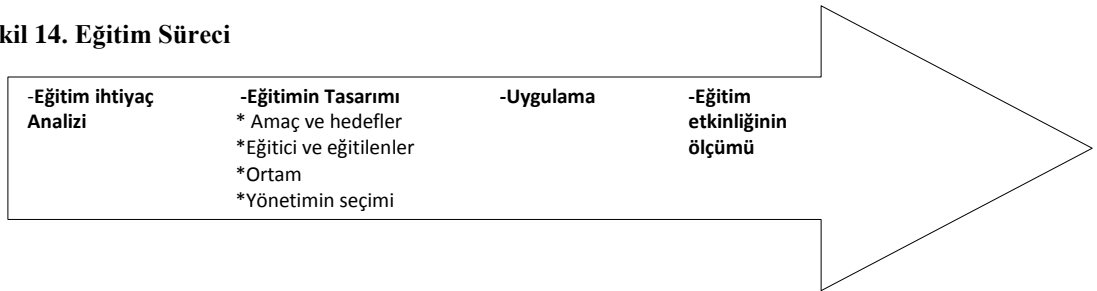 kil 14. Eğitim Süreci
-Eğitim ihtiyaç
Analizi
-Eğitimin Tasarımı
* Amaç ve hedefler
*Eğitici ve eğitilenler
*Ortam
*Yönetimin seçimi
-Uygulama
-Eğitim
etkinliğinin
ölçümü